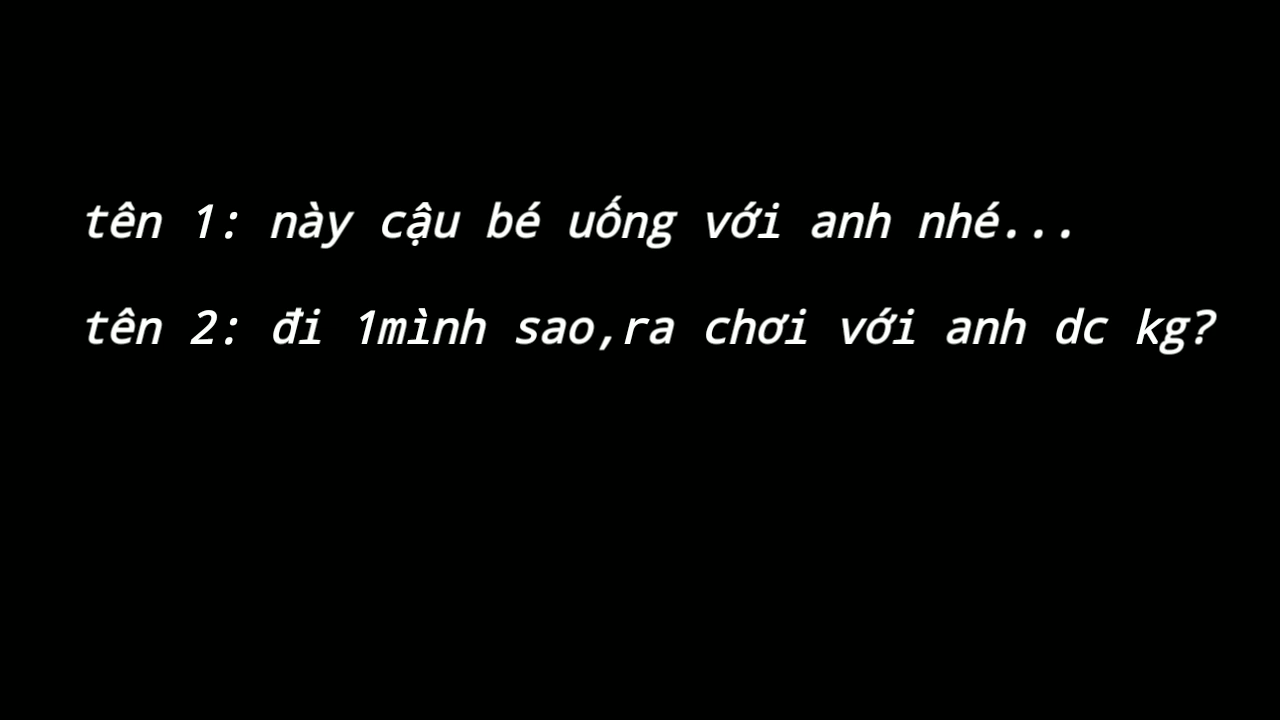 tên 1: này cậu bé uống với anh nhé...
tên 2: đi 1mình sao,ra chơi với anh dc kg?